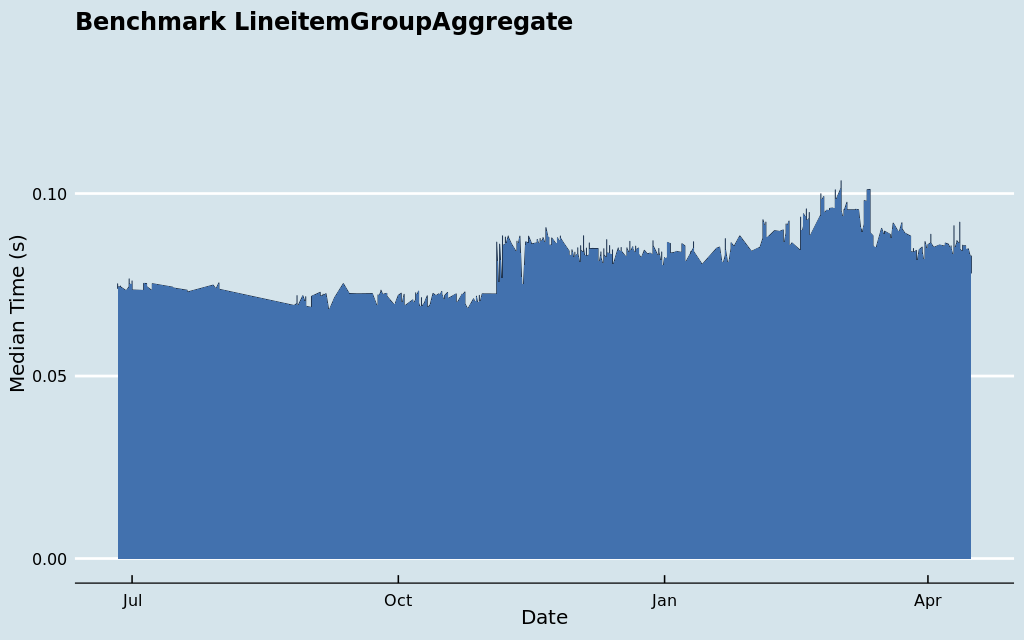 Benchmark LineitemGroupAggregate
Median Time (s)
0.10
0.05
0.00
Jul Oct Jan Apr
Date